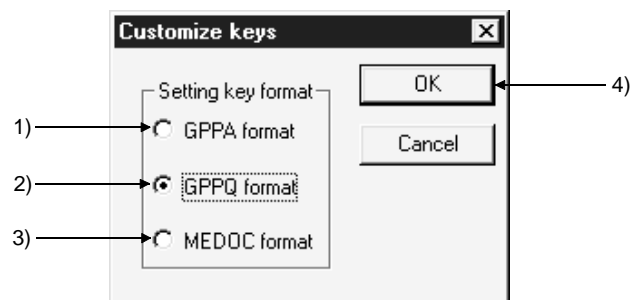 Customize keys
Setting key format
1)
GPPA format
2)
GPPQ format
3)
MEDOC format
OK
4)
Cancel